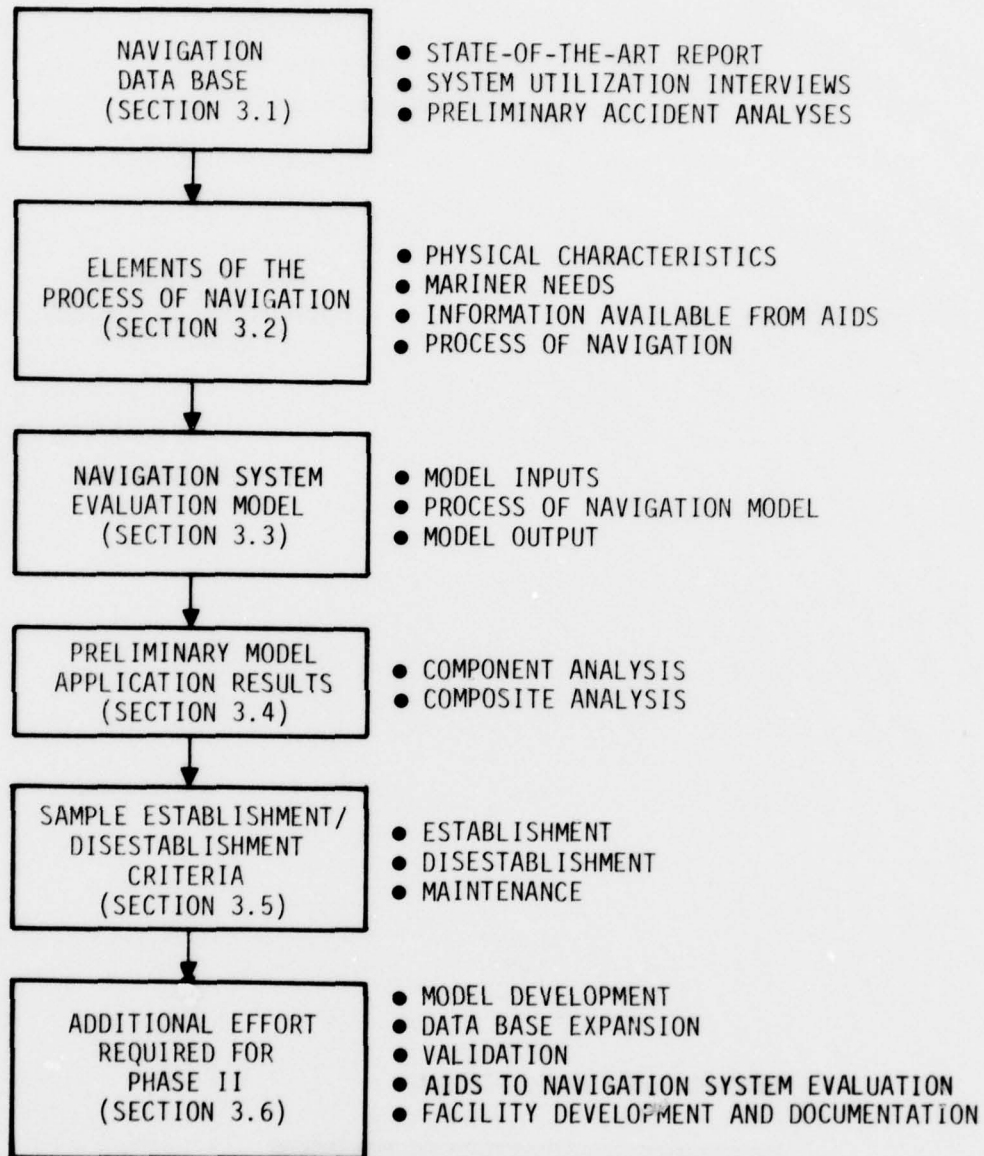 NAVIGATION
DATA BASE
(SECTION 3.1)
● STATE-OF-THE-ART REPORT
● SYSTEM UTILIZATION INTERVIEWS
● PRELIMINARY ACCIDENT ANALYSES
ELEMENTS OF THE
PROCESS OF NAVIGATION
(SECTION 3.2)
● PHYSICAL CHARACTERISTICS
● MARINER NEEDS
● INFORMATION AVAILABLE FROM AIDS
● PROCESS OF NAVIGATION
NAVIGATION SYSTEM
EVALUATION MODEL
(SECTION 3.3)
● MODEL INPUTS
● PROCESS OF NAVIGATION MODEL
● MODEL OUTPUT
PRELIMINARY MODEL
APPLICATION RESULTS
(SECTION 3.4)
● COMPONENT ANALYSIS
● COMPOSITE ANALYSIS
SAMPLE ESTABLISHMENT/
DISESTABLISHMENT
CRITERIA
(SECTION 3.5)
● ESTABLISHMENT
● DISESTABLISHMENT
● MAINTENANCE
ADDITIONAL EFFORT
REQUIRED FOR
PHASE II
(SECTION 3.6)
● MODEL DEVELOPMENT
● DATA BASE EXPANSION
● VALIDATION
● AIDS TO NAVIGATION SYSTEM EVALUATION
● FACILITY DEVELOPMENT AND DOCUMENTATION